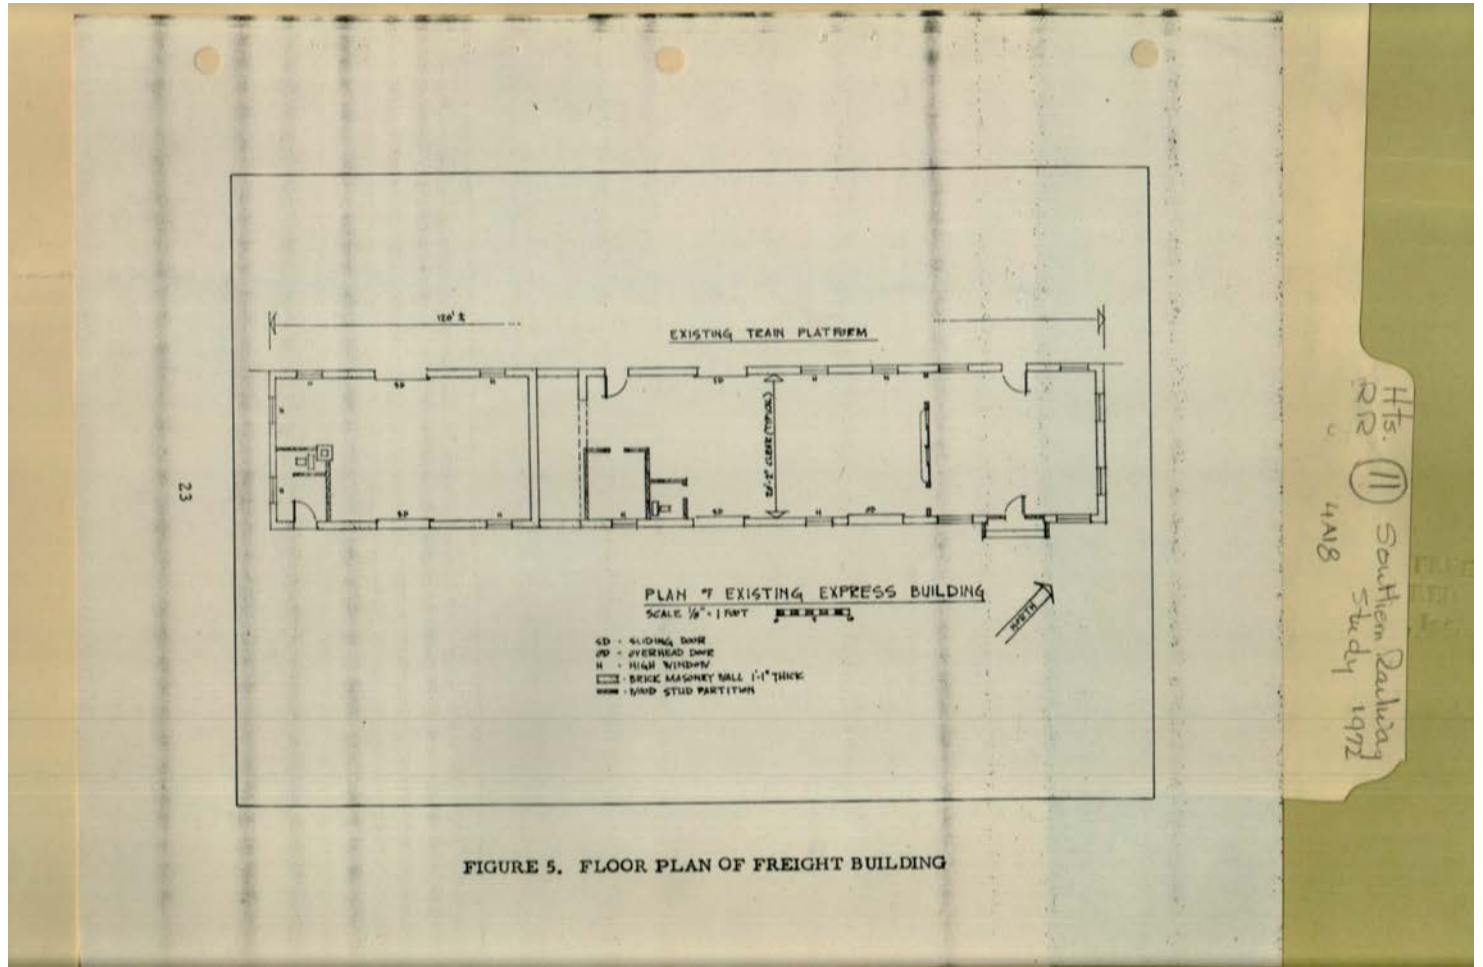 120' ±
EXISTING TRAIN PLATFORM
H
SD
H
SD
H
H
H
H
H
SD
H
H
SD
H
OD
PLAN OF EXISTING EXPRESS BUILDING
SCALE 1/8" = 1 FOOT
NORTH
SD - SLIDING DOOR
OD - OVERHEAD DOOR
H - HIGH WINDOW
- BRICK MASONRY WALL 1'-1" THICK
- WOOD STUD PARTITION
FIGURE 5. FLOOR PLAN OF FREIGHT BUILDING
23
Hts. (11) Southern Railway
RR Study 1972
4A18